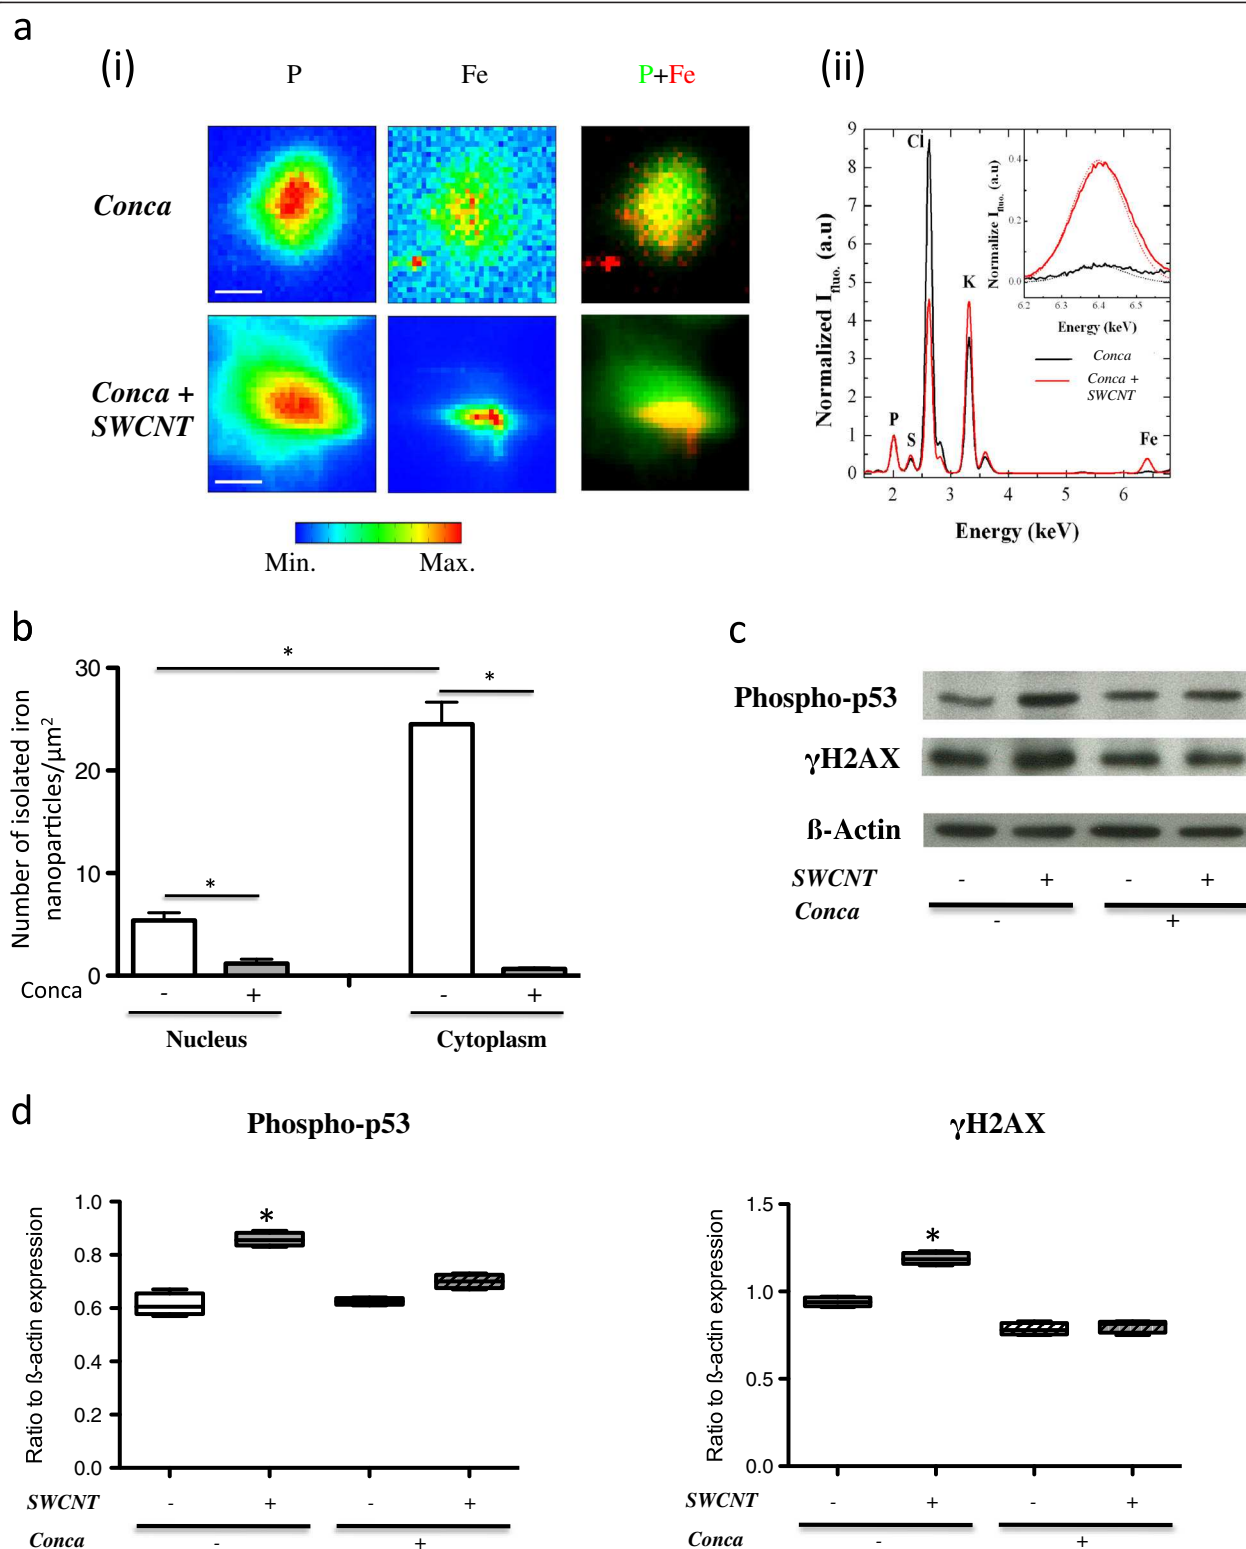 a
(i)
P
Fe
P+Fe
Conca
Conca +
SWCNT
Min.
Max.
(ii)
Normalized I fluo. (a.u)
9
8
7
6
5
4
3
2
1
0
Cl
P
S
K
Fe
2
3
4
5
6
Energy (keV)
Normalize I fluo. (a.u)
0.4
0.2
0.0
6.2
6.3
6.4
6.5
Energy (keV)
Conca
Conca +
SWCNT
b
Number of isolated iron
nanoparticles/µm2
30
20
10
0
*
*
*
Conca
-
+
-
+
Nucleus
Cytoplasm
c
Phospho-p53
γH2AX
ß-Actin
SWCNT
-
+
-
+
Conca
-
+
d
Phospho-p53
Ratio to ß-actin expression
1.0
0.8
0.6
0.4
0.2
0.0
*
SWCNT
-
+
-
+
Conca
-
+
γH2AX
Ratio to ß-actin expression
1.5
1.0
0.5
0.0
*
SWCNT
-
+
-
+
Conca
-
+